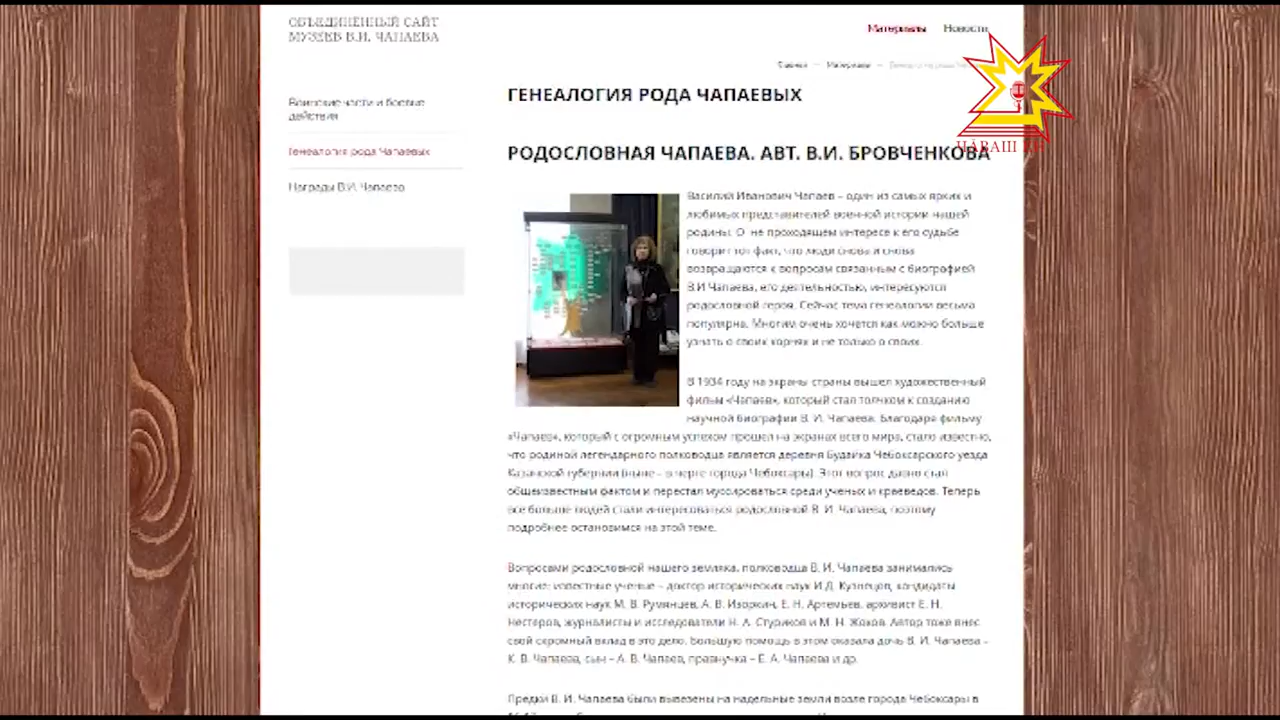 ОБЪЕДИНЁННЫЙ САЙТ
МУЗЕЕВ В.И. ЧАПАЕВА
Материалы
Новости
Главная — Материалы —
ЧӐВАШ ЕН
Воинские части и боевые
действия
Генеалогия рода Чапаевых
Награды В.И. Чапаева
ГЕНЕАЛОГИЯ РОДА ЧАПАЕВЫХ
РОДОСЛОВНАЯ ЧАПАЕВА. АВТ. В.И. БРОВЧЕНКОВА
Василий Иванович Чапаев – один из самых ярких и
любимых представителей военной истории нашей
родины. О не проходящем интересе к его судьбе
говорит тот факт, что люди снова и снова
возвращаются к вопросам связанным с биографией
В.И Чапаева, его деятельностью, интересуются
родословной героя. Сейчас тема генеалогии весьма
популярна. Многим очень хочется как можно больше
узнать о своих корнях и не только о своих.
В 1934 году на экраны страны вышел художественный
фильм «Чапаев», который стал толчком к созданию
научной биографии В. И. Чапаева. Благодаря фильму
«Чапаев», который с огромным успехом прошел на экранах всего мира, стало известно,
что родиной легендарного полководца является деревня Будайка Чебоксарского уезда
Казанской губернии (ныне – в черте города Чебоксары). Этот вопрос давно стал
общеизвестным фактом и перестал муссироваться среди ученых и краеведов. Теперь
все больше людей стали интересоваться родословной В. И. Чапаева, поэтому
подробнее остановимся на этой теме.
Вопросами родословной нашего земляка, полководца В. И. Чапаева занимались
многие: известные ученые – доктор исторических наук И.Д. Кузнецов, кандидаты
исторических наук М. В. Румянцев, А. В. Изоркин, Е. Н. Артемьев, архивист Е. Н.
Нестеров, журналисты и исследователи Н. А. Стуриков и М. Н. Жохов. Автор тоже внес
свой скромный вклад в это дело. Большую помощь в этом оказала дочь В. И. Чапаева –
К. В. Чапаева, сын – А. В. Чапаев, правнучка – Е. А. Чапаева и др.
Предки В. И. Чапаева были вывезены на надельные земли возле города Чебоксары в